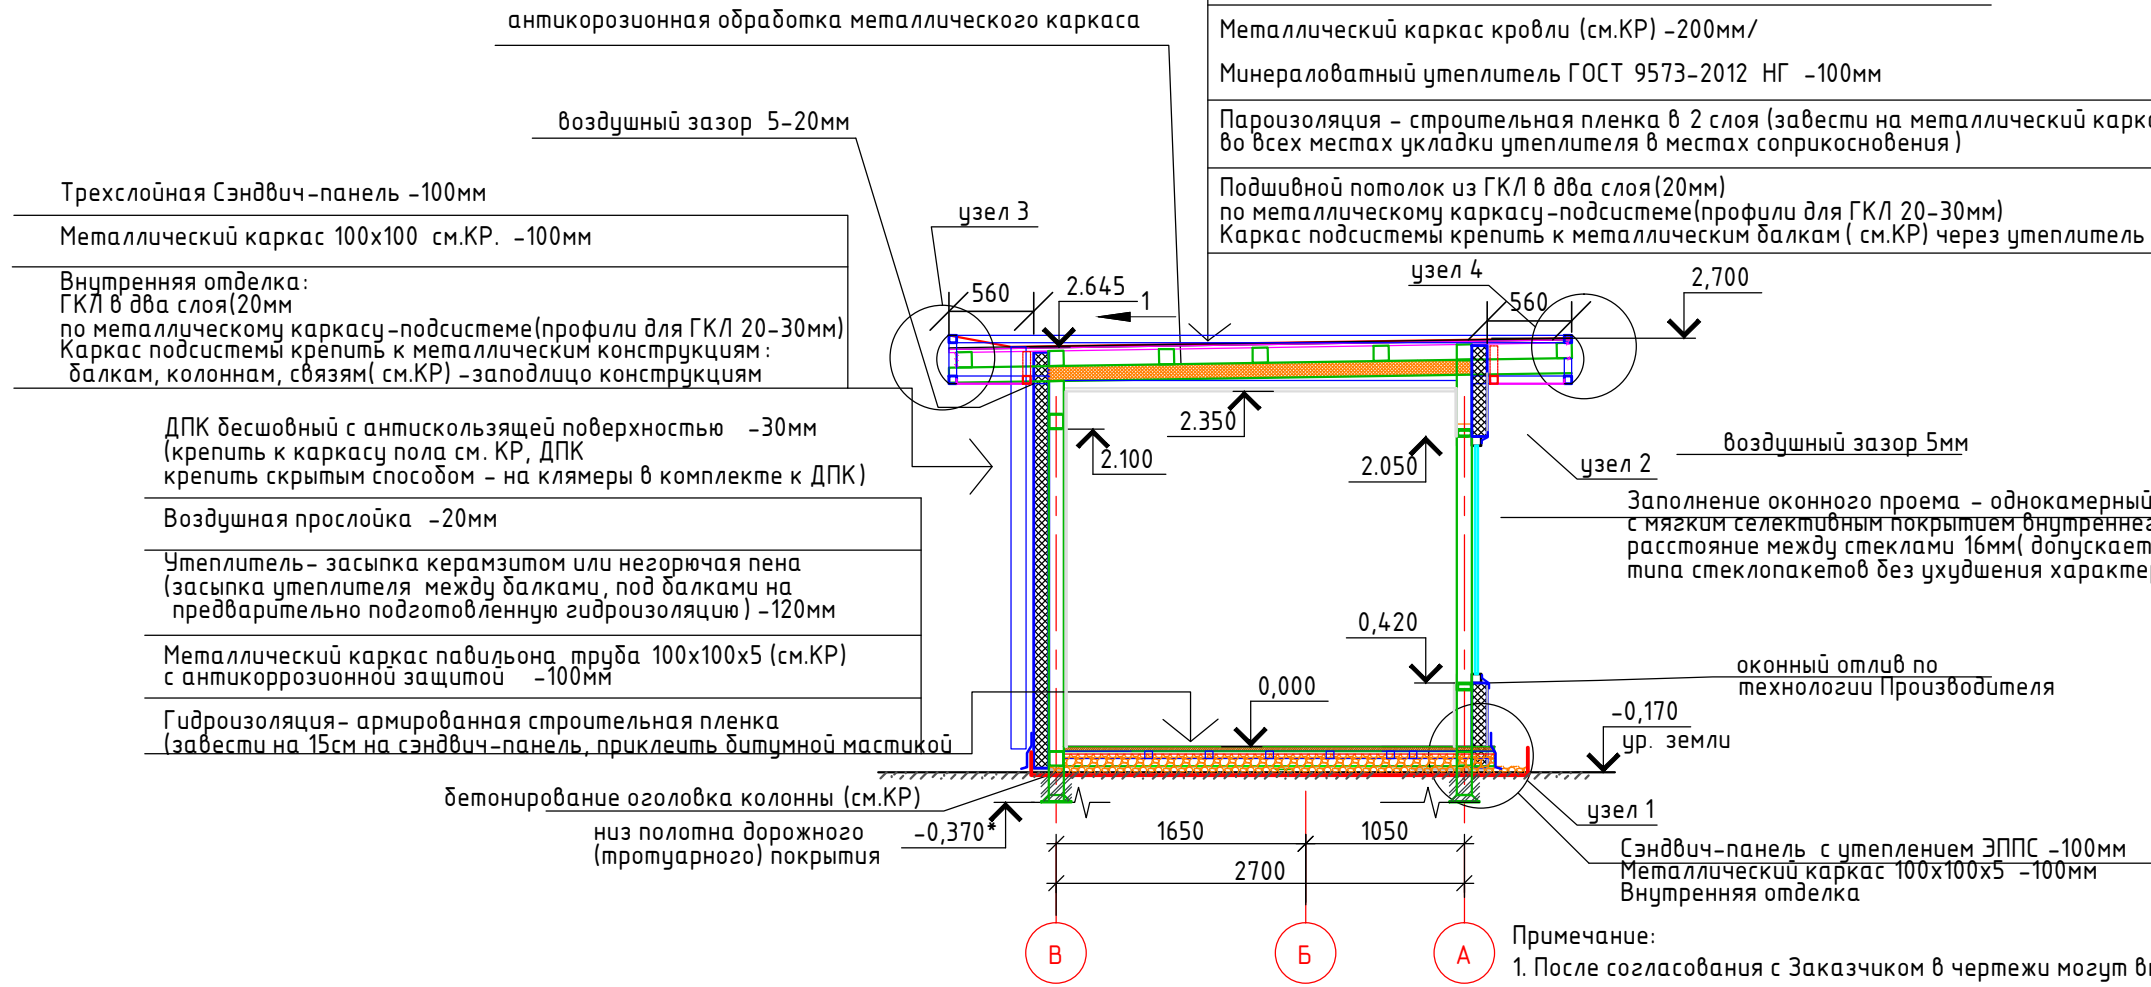 антикорозионная обработка металлического каркаса
Металлический каркас кровли (см.КР) -200мм/
Минераловатный утеплитель ГОСТ 9573-2012 НГ -100мм
Пароизоляция - строительная пленка в 2 слоя (завести на металлический
во всех местах укладки утеплителя в местах соприкосновения)
Подшивной потолок из ГКЛ в два слоя(20мм)
по металлическому каркасу-подсистеме(профили для ГКЛ 20-30мм)
Каркас подсистемы крепить к металлическим балкам ( см.КР) через утеплитель
воздушный зазор 5-20мм
Трехслойная Сэндвич-панель -100мм
Металлический каркас 100х100 см.КР. -100мм
Внутренняя отделка:
ГКЛ в два слоя(20мм
по металлическому каркасу-подсистеме(профили для ГКЛ 20-30мм)
Каркас подсистемы крепить к металлическим конструкциям:
балкам, колоннам, связям( см.КР) -заподлицо конструкциям
узел 3
560
2.645
1
узел 4
560
2,700
2.350
2.100
2.050
узел 2
воздушный зазор 5мм
ДПК бесшовный с антискользящей поверхностью -30мм
(крепить к каркасу пола см. КР, ДПК
крепить скрытым способом - на клямеры в комплекте к ДПК)
Воздушная прослойка -20мм
Утеплитель- засыпка керамзитом или негорючая пена
(засыпка утеплителя между балками, под балками на
предварительно подготовленную гидроизоляцию) -120мм
Металлический каркас павильона труба 100х100х5 (см.КР)
с антикоррозионной защитой -100мм
Гидроизоляция- армированная строительная пленка
(завести на 15см на сэндвич-панель, приклеить битумной мастикой
Заполнение оконного проема - однокамерный
с мягким селективным покрытием
расстояние между стеклами 16мм( допускает
типа стеклопакетов без ухудшения
0,420
0,000
оконный отлив по
технологии Производителя
-0,170
ур. земли
бетонирование оголовка колонны (см.КР)
низ полотна дорожного
(тротуарного) покрытия
-0,370*
1650
1050
2700
узел 1
Сэндвич-панель с утеплением ЭППС -100мм
Металлический каркас 100х100х5 -100мм
Внутренняя отделка
В
Б
А
Примечание:
1. После согласования с Заказчиком в чертежи могут